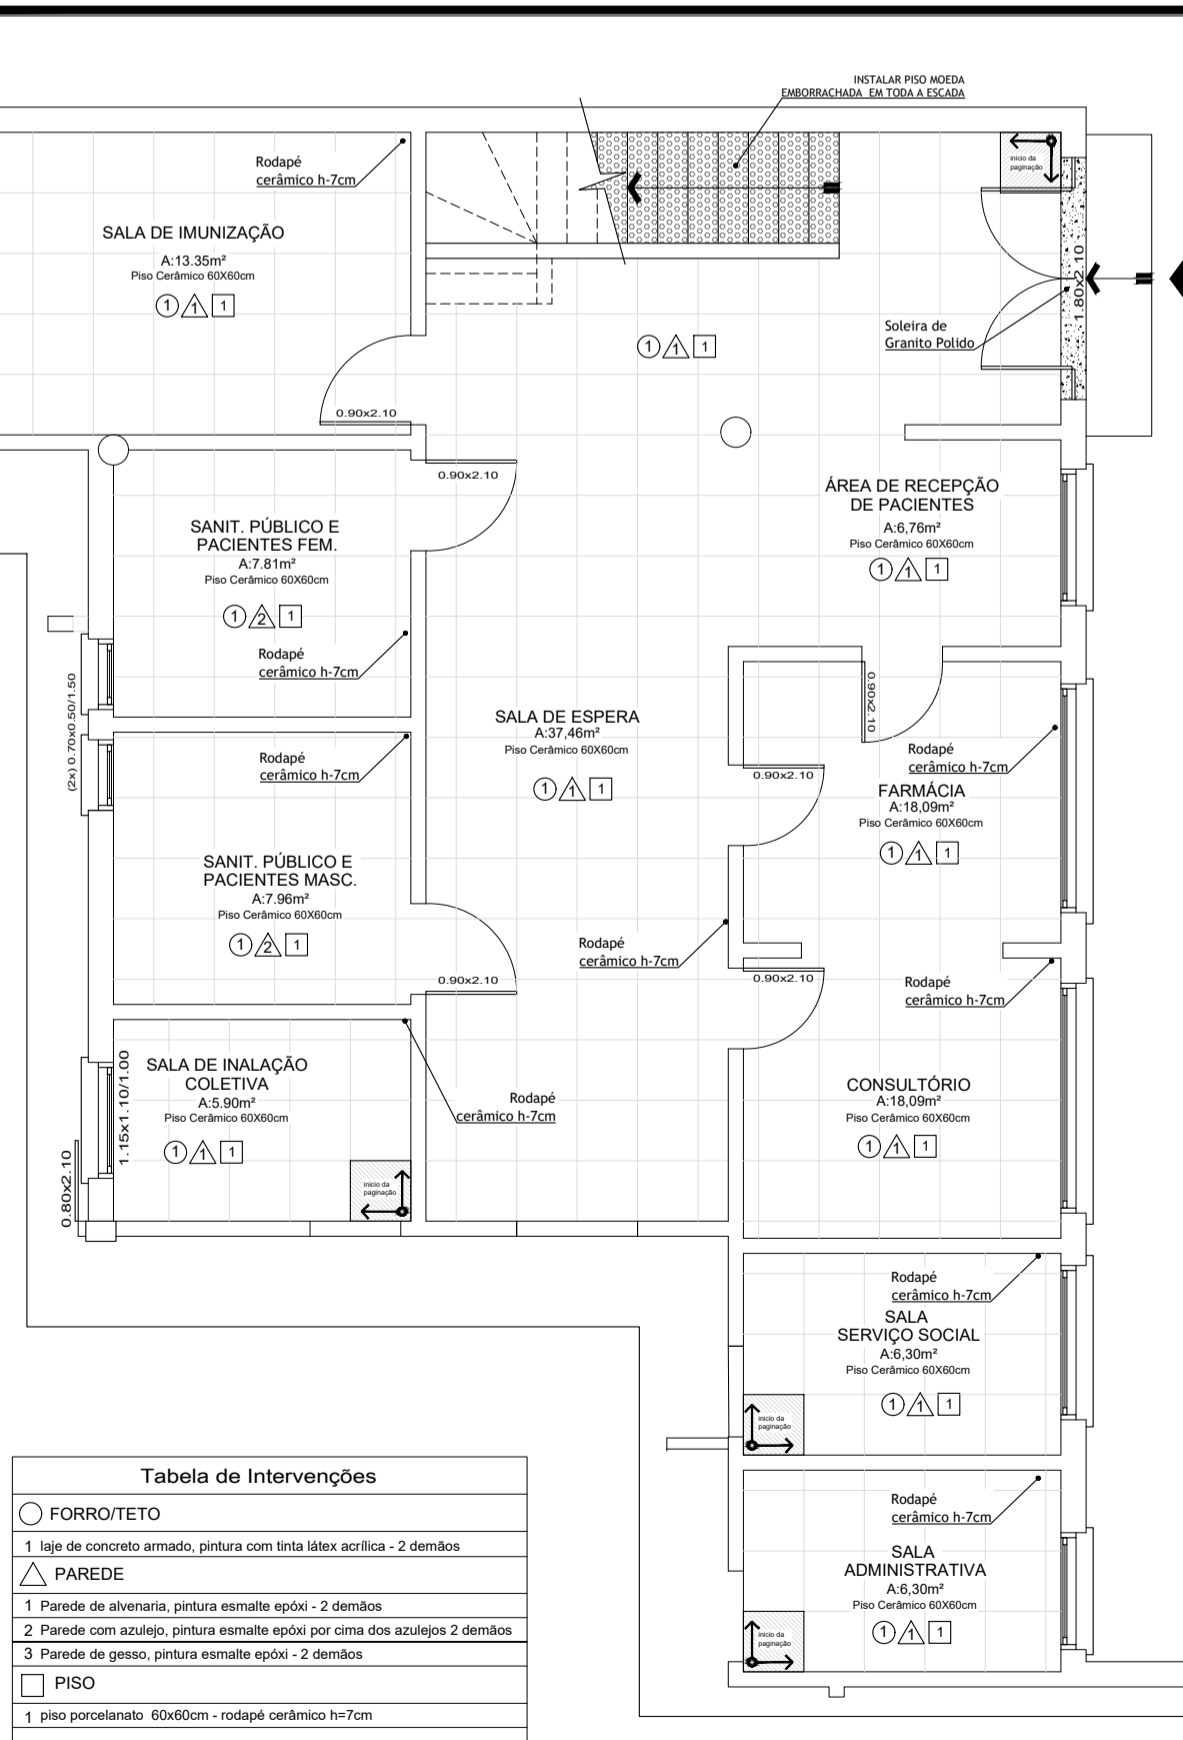 INSTALAR PISO MOEDA
EMBORRACHADA EM TODA A ESCADA
Rodapé
cerâmico h-7cm
inicio da
paginação
SALA DE IMUNIZAÇÃO
A:13.35m²
Piso Cerâmico 60X60cm
1 1 1
1.80x2.10
Soleira de
Granito Polido
1 1 1
0.90x2.10
0.90x2.10
ÁREA DE RECEPÇÃO
DE PACIENTES
A:6,76m²
Piso Cerâmico 60X60cm
1 1 1
SANIT. PÚBLICO E
PACIENTES FEM.
A:7.81m²
Piso Cerâmico 60X60cm
1 2 1
Rodapé
cerâmico h-7cm
(2x) 0.70x0.50/1.50
0.90x2.10
SALA DE ESPERA
A:37,46m²
Piso Cerâmico 60X60cm
1 1 1
Rodapé
cerâmico h-7cm
Rodapé
cerâmico h-7cm
0.90x2.10
FARMÁCIA
A:18,09m²
Piso Cerâmico 60X60cm
1 1 1
SANIT. PÚBLICO E
PACIENTES MASC.
A:7.96m²
Piso Cerâmico 60X60cm
1 2 1
Rodapé
cerâmico h-7cm
0.90x2.10
0.90x2.10
Rodapé
cerâmico h-7cm
SALA DE INALAÇÃO
COLETIVA
A:5.90m²
Piso Cerâmico 60X60cm
1 1 1
1.15x1.10/1.00
0.80x2.10
inicio da
paginação
Rodapé
cerâmico h-7cm
CONSULTÓRIO
A:18,09m²
Piso Cerâmico 60X60cm
1 1 1
Rodapé
cerâmico h-7cm
SALA
SERVIÇO SOCIAL
A:6,30m²
Piso Cerâmico 60X60cm
1 1 1
inicio da
paginação
Rodapé
cerâmico h-7cm
SALA
ADMINISTRATIVA
A:6,30m²
Piso Cerâmico 60X60cm
1 1 1
inicio da
paginação
Tabela de Intervenções
FORRO/TETO
1 laje de concreto armado, pintura com tinta látex acrílica - 2 demãos
PAREDE
1 Parede de alvenaria, pintura esmalte epóxi - 2 demãos
2 Parede com azulejo, pintura esmalte epóxi por cima dos azulejos 2 demãos
3 Parede de gesso, pintura esmalte epóxi - 2 demãos
PISO
1 piso porcelanato 60x60cm - rodapé cerâmico h=7cm